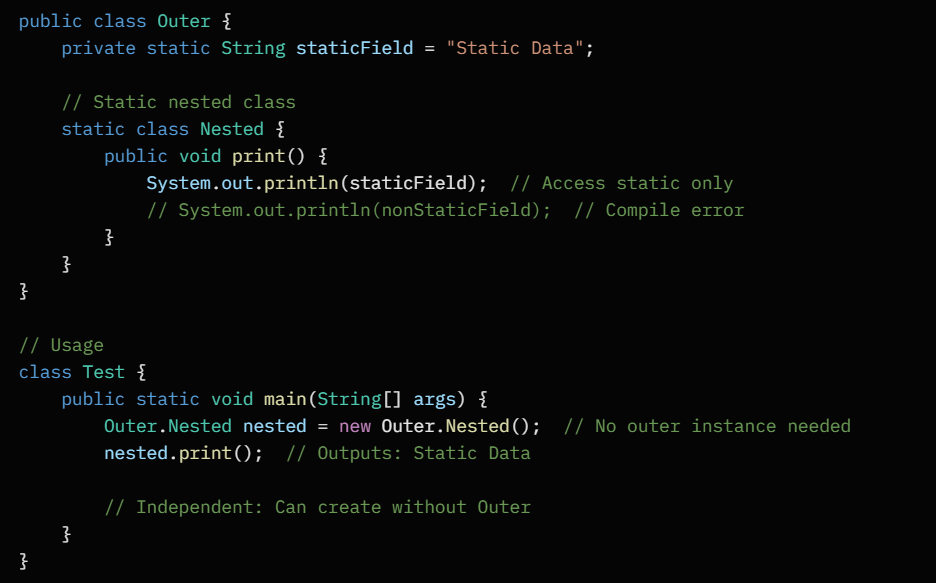 public class Outer {
    private static String staticField = "Static Data";

    // Static nested class
    static class Nested {
        public void print() {
            System.out.println(staticField);  // Access static only
            // System.out.println(nonStaticField);  // Compile error
        }
    }
}

// Usage
class Test {
    public static void main(String[] args) {
        Outer.Nested nested = new Outer.Nested();  // No outer instance needed
        nested.print();  // Outputs: Static Data

        // Independent: Can create without Outer
    }
}